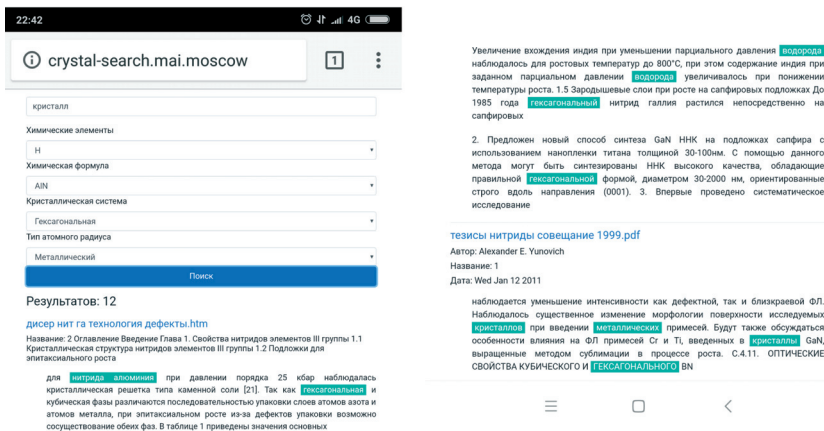 22:42
4G
crystal-search.mai.moscow
1
кристалл
Химические элементы
H
Химическая формула
AlN
Кристаллическая система
Гексагональная
Тип атомного радиуса
Металлический
Поиск
Результатов: 12
дисер нит га технология дефекты.htm
Название: 2 Оглавление Введение Глава 1. Свойства нитридов элементов III группы 1.1
Кристаллическая структура нитридов элементов III группы 1.2 Подложки для
эпитаксиального роста
для нитрида алюминия при давлении порядка 25 кбар наблюдалась
кристаллическая решетка типа каменной соли [21]. Так как гексагональная и
кубическая фазы различаются последовательностью упаковки слоев атомов азота и
атомов металла, при эпитаксиальном росте из-за дефектов упаковки возможно
сосуществование обеих фаз. В таблице 1 приведены значения основных
Увеличение вхождения индия при уменьшении парциального давления водорода
наблюдалось для ростовых температур до 800°C, при этом содержание индия при
заданном парциальном давлении водорода увеличивалось при понижении
температуры роста. 1.5 Зародышевые слои при росте на сапфировых подложках До
1985 года гексагональный нитрид галлия растился непосредственно на
сапфировых
2. Предложен новый способ синтеза GaN ННК на подложках сапфира с
использованием нанопленки титана толщиной 30-100нм. С помощью данного
метода могут быть синтезированы ННК высокого качества, обладающие
правильной гексагональной формой, диаметром 30-2000 нм, ориентированные
строго вдоль направления (0001). 3. Впервые проведено систематическое
исследование
тезисы нитриды совещание 1999.pdf
Автор: Alexander E. Yunovich
Название: 1
Дата: Wed Jan 12 2011
наблюдается уменьшение интенсивности как дефектной, так и близкраевой ФЛ.
Наблюдалось существенное изменение морфологии поверхности исследуемых
кристаллов при введении металлических примесей. Будут также обсуждаться
особенности влияния на ФЛ примесей Cr и Ti, введенных в кристаллы GaN,
выращенные методом сублимации в процессе роста. С.4.11. ОПТИЧЕСКИЕ
СВОЙСТВА КУБИЧЕСКОГО И ГЕКСАГОНАЛЬНОГО BN